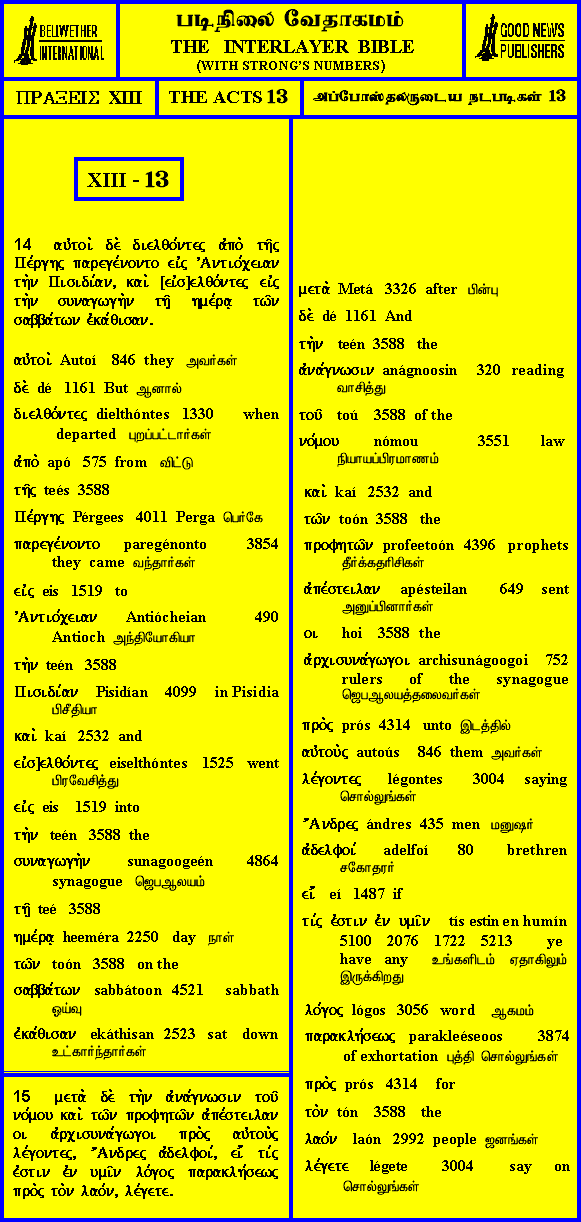 BELLWETHER
INTERNATIONAL
படிநிலை வேதாகமம்
THE INTERLAYER BIBLE
(WITH STRONG'S NUMBERS)
GOOD NEWS
PUBLISHERS
ΠΡΑΞΕΙΣ XIII
THE ACTS 13
அப்போஸ்தலருடைய நடபடிகள் 13
XIII - 13
14 αὐτοὶ δὲ διελθόντες ἀπὸ τῆς
Πέργης παρεγένοντο εἰς Ἀντιόχειαν
τὴν Πισιδίαν, καὶ [εἰσ]ελθόντες εἰς
τὴν συναγωγὴν τῇ ημέρᾳ τῶν
σαββάτων ἐκάθισαν.
αὐτοὶ Autoí 846 they அவர்கள்
δὲ dé 1161 But ஆனால்
διελθόντες dielthóntes 1330 when
departed புறப்பட்டார்கள்
ἀπὸ apó 575 from விட்டு
τῆς teés 3588
Πέργης Pérgees 4011 Perga பெர்கே
παρεγένοντο paregénonto 3854
they came வந்தார்கள்
εἰς eis 1519 to
Ἀντιόχειαν Antiócheian 490
Antioch அந்தியோகியா
τὴν teén 3588
Πισιδίαν Pisidían 4099 in Pisidia
பிசீதியா
καὶ kaí 2532 and
εἰσ]ελθόντες eiselthóntes 1525 went
பிரவேசித்து
εἰς eis 1519 into
τὴν teén 3588 the
συναγωγὴν sunagoogeén 4864
synagogue ஜெபஆலயம்
τῇ teé 3588
ημέρᾳ heeméra 2250 day நாள்
τῶν toón 3588 on the
σαββάτων sabbátoon 4521 sabbath
ஓய்வு
ἐκάθισαν ekáthisan 2523 sat down
உட்கார்ந்தார்கள்
15 μετὰ δὲ τὴν ἀνάγνωσιν τοῦ
νόμου καὶ τῶν προφητῶν ἀπέστειλαν
οι ἀρχισυνάγωγοι πρὸς αὐτοὺς
λέγοντες, Ἄνδρες ἀδελφοί, εἴ τίς
ἐστιν ἐν υμῖν λόγος παρακλήσεως
πρὸς τὸν λαόν, λέγετε.
μετὰ Metá 3326 after பின்பு
δὲ dé 1161 And
τὴν teén 3588 the
ἀνάγνωσιν anágnoosin 320 reading
வாசித்து
τοῦ toú 3588 of the
νόμου nómou 3551 law
நியாயப்பிரமாணம்
καὶ kaí 2532 and
τῶν toón 3588 the
προφητῶν profeetoón 4396 prophets
தீர்க்கதரிசிகள்
ἀπέστειλαν apésteilan 649 sent
அனுப்பினார்கள்
οι hoi 3588 the
ἀρχισυνάγωγοι archisunágoogoi 752
rulers of the synagogue
ஜெபஆலயத்தலைவர்கள்
πρὸς prós 4314 unto இடத்தில்
αὐτοὺς autoús 846 them அவர்கள்
λέγοντες légontes 3004 saying
சொல்லுங்கள்
Ἄνδρες ándres 435 men மனுஷர்
ἀδελφοί adelfoí 80 brethren
சகோதரர்
εἴ eí 1487 if
τίς ἐστιν ἐν υμῖν tís estin en humín
5100 2076 1722 5213 ye
have any உங்களிடம் ஏதாகிலும்
இருக்கிறது
λόγος lógos 3056 word ஆகமம்
παρακλήσεως parakleéseoos 3874
of exhortation புத்தி சொல்லுங்கள்
πρὸς prós 4314 for
τὸν tón 3588 the
λαόν laón 2992 people ஜனங்கள்
λέγετε légete 3004 say on
சொல்லுங்கள்